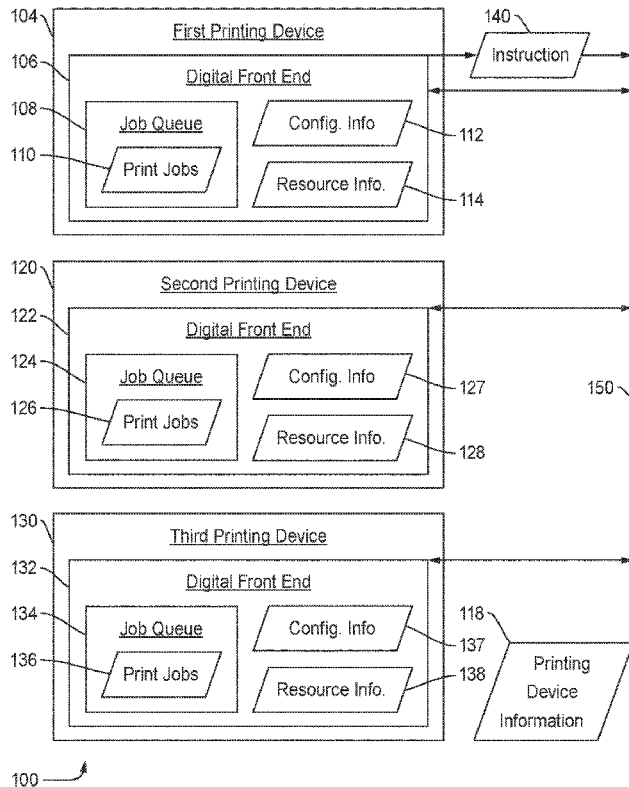 104
First Printing Device
140
Instruction
106
Digital Front End
108
Job Queue
Config. Info
112
110
Print Jobs
Resource Info.
114
120
Second Printing Device
122
Digital Front End
124
Job Queue
Config. Info
127
150
126
Print Jobs
Resource Info.
128
130
Third Printing Device
132
Digital Front End
134
Job Queue
Config. Info
137
118
136
Print Jobs
Resource Info.
138
Printing
Device
Information
100